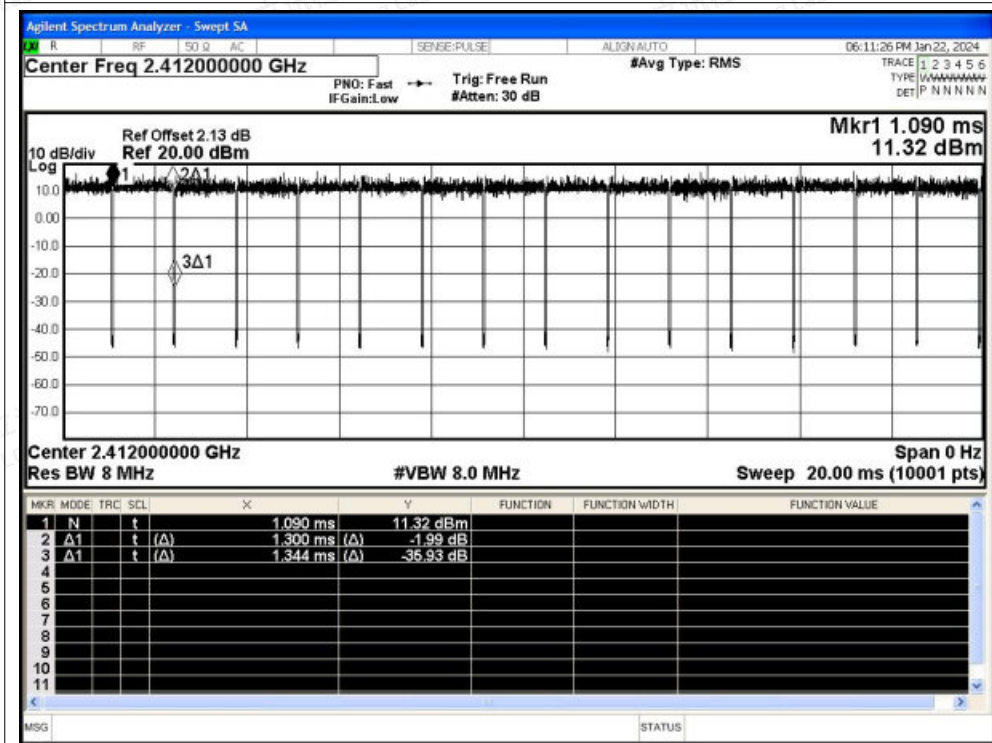 Agilent Spectrum Analyzer - Swept SA
LXI R RF 50 Ω AC SENSE:PULSE ALIGN AUTO 06:11:26 PM Jan 22, 2024
Center Freq 2.412000000 GHz
PNO: Fast
IFGain:Low
Trig: Free Run
#Atten: 30 dB
#Avg Type: RMS
TRACE 1 2 3 4 5 6
TYPE WWWWWW
DET P N N N N N
Mkr1 1.090 ms
11.32 dBm
Ref Offset 2.13 dB
10 dB/div Ref 20.00 dBm
Log
1 2Δ1
10.0
0.00
-10.0
3Δ1
-20.0
-30.0
-40.0
-50.0
-60.0
-70.0
Center 2.412000000 GHz Span 0 Hz
Res BW 8 MHz #VBW 8.0 MHz Sweep 20.00 ms (10001 pts)
MKR MODE TRC SCL X Y FUNCTION FUNCTION WIDTH FUNCTION VALUE
1 N t 1.090 ms 11.32 dBm
2 Δ1 t (Δ) 1.300 ms (Δ) -1.99 dB
3 Δ1 t (Δ) 1.344 ms (Δ) -35.93 dB
4
5
6
7
8
9
10
11
MSG STATUS